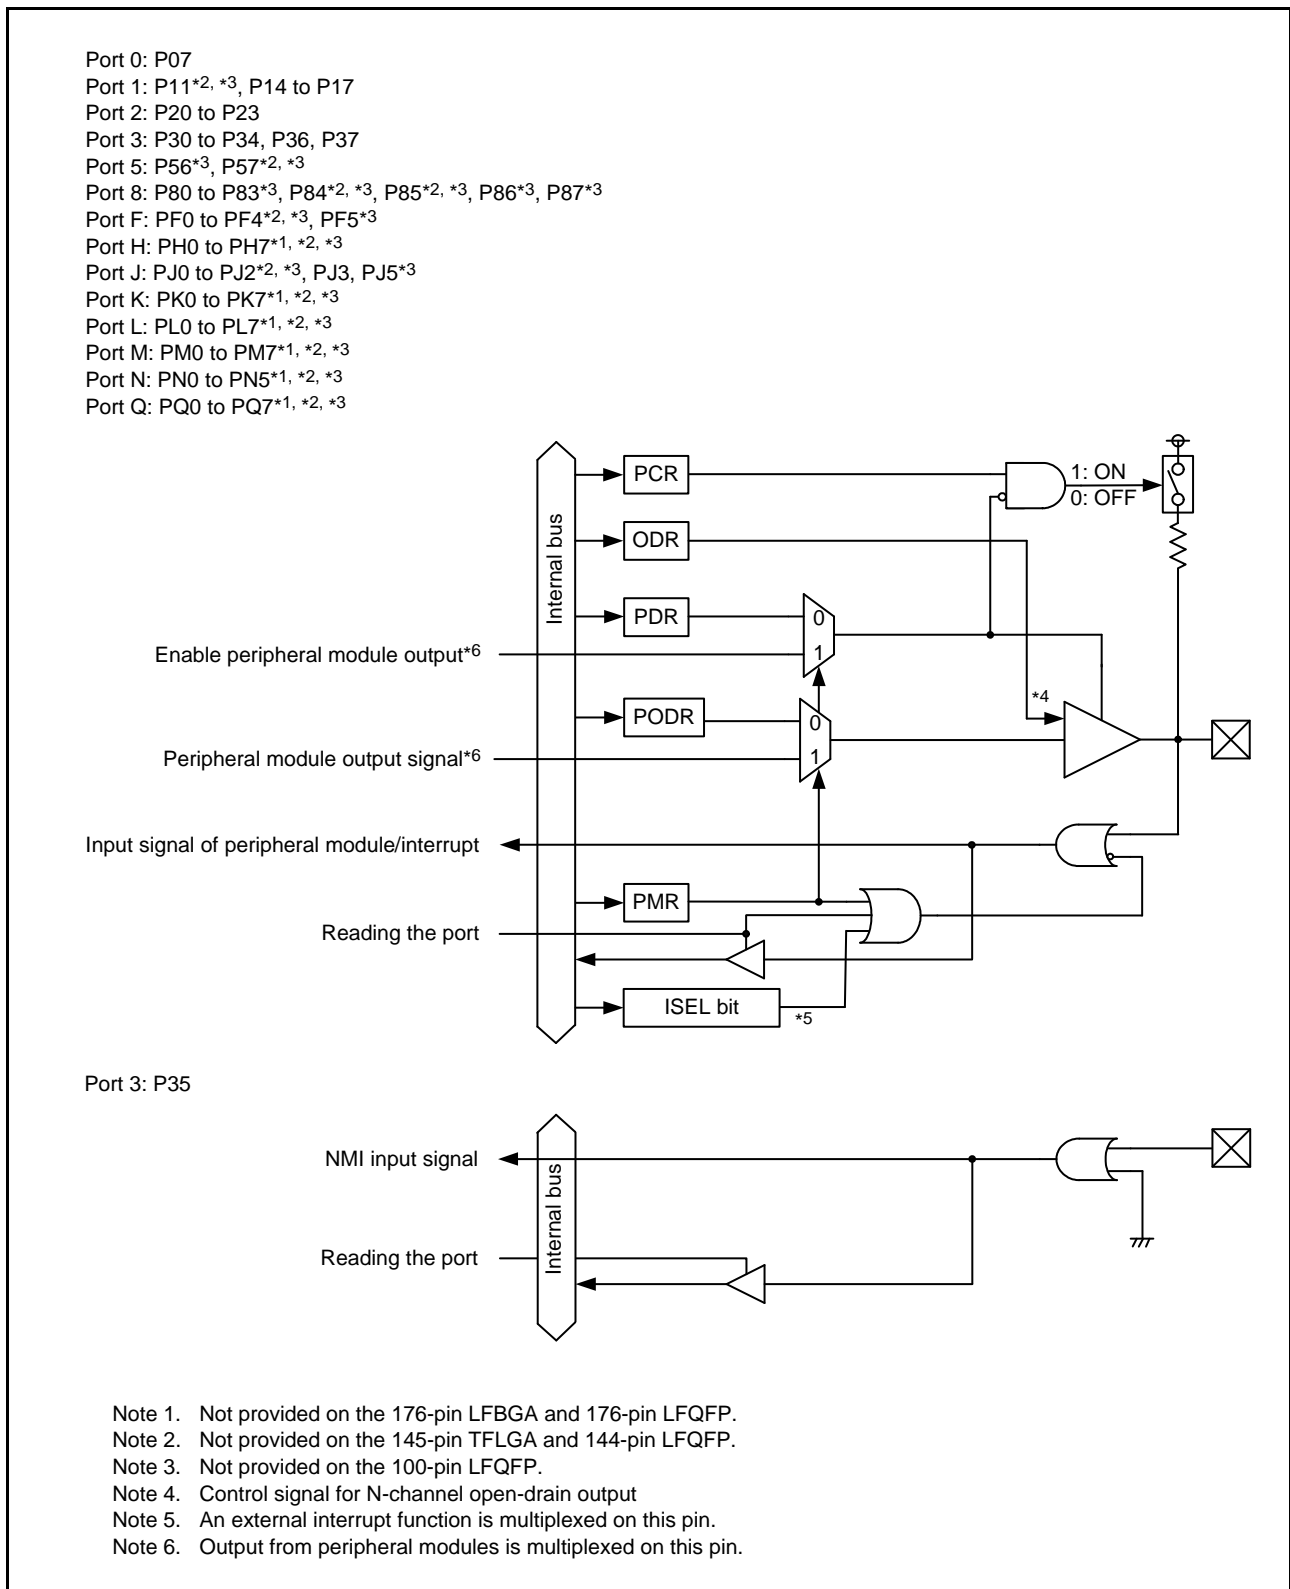 Port 0: P07
Port 1: P11*2, *3, P14 to P17
Port 2: P20 to P23
Port 3: P30 to P34, P36, P37
Port 5: P56*3, P57*2, *3
Port 8: P80 to P83*3, P84*2, *3, P85*2, *3, P86*3, P87*3
Port F: PF0 to PF4*2, *3, PF5*3
Port H: PH0 to PH7*1, *2, *3
Port J: PJ0 to PJ2*2, *3, PJ3, PJ5*3
Port K: PK0 to PK7*1, *2, *3
Port L: PL0 to PL7*1, *2, *3
Port M: PM0 to PM7*1, *2, *3
Port N: PN0 to PN5*1, *2, *3
Port Q: PQ0 to PQ7*1, *2, *3
Internal bus
PCR
1: ON
0: OFF
ODR
PDR
0
1
Enable peripheral module output*6
*4
PODR
0
1
Peripheral module output signal*6
Input signal of peripheral module/interrupt
PMR
Reading the port
ISEL bit
*5
Port 3: P35
Internal bus
NMI input signal
Reading the port
Note 1. Not provided on the 176-pin LFBGA and 176-pin LFQFP.
Note 2. Not provided on the 145-pin TFLGA and 144-pin LFQFP.
Note 3. Not provided on the 100-pin LFQFP.
Note 4. Control signal for N-channel open-drain output
Note 5. An external interrupt function is multiplexed on this pin.
Note 6. Output from peripheral modules is multiplexed on this pin.